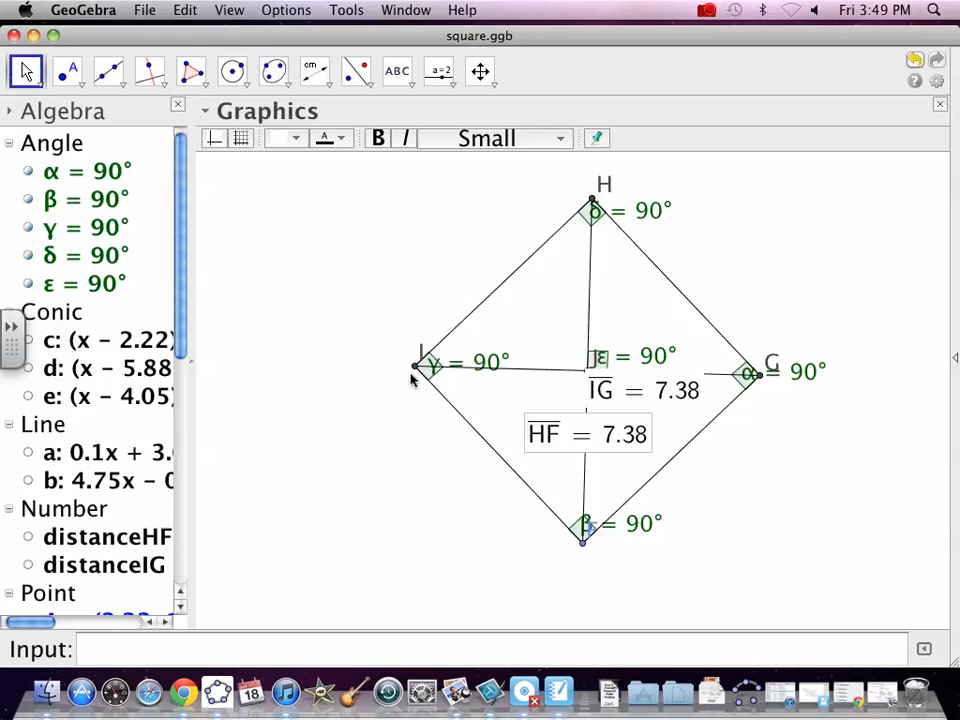 GeoGebra File Edit View Options Tools Window Help Fri 3:49 PM
square.ggb
A
cm
ABC
a=2
Algebra
Graphics
A
B I Small
Angle
α = 90°
β = 90°
γ = 90°
δ = 90°
ε = 90°
Conic
c: (x – 2.22)
d: (x – 5.88
e: (x – 4.05)
Line
a: 0.1x + 3.
b: 4.75x – 0
Number
distanceHF
distanceIG
Point
H
δ = 90°
I
γ = 90°
J
ε = 90°
G
α = 90°
IG = 7.38
HF = 7.38
β = 90°
Input:
18